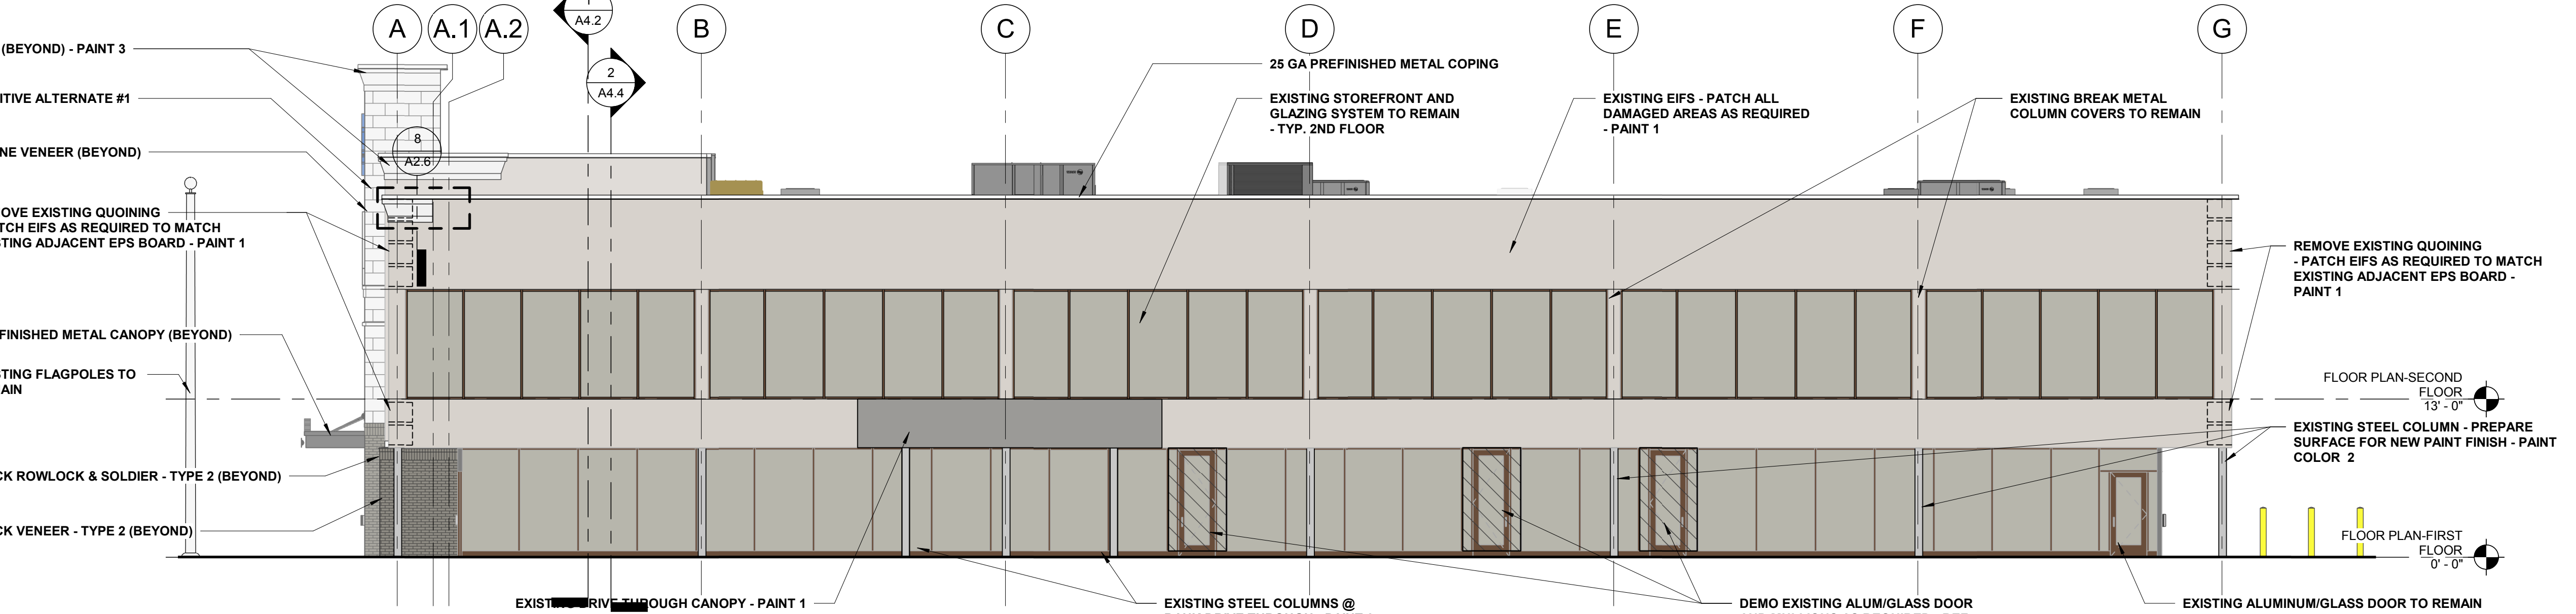 A
A.1
A.2
A4.2
B
C
D
E
F
G
2
A4.4
8
A2.6
(BEYOND) - PAINT 3
ITIVE ALTERNATE #1
NE VENEER (BEYOND)
OVE EXISTING QUOINING
TCH EIFS AS REQUIRED TO MATCH
STING ADJACENT EPS BOARD - PAINT 1
FINISHED METAL CANOPY (BEYOND)
STING FLAGPOLES TO
AIN
CK ROWLOCK & SOLDIER - TYPE 2 (BEYOND)
CK VENEER - TYPE 2 (BEYOND)
25 GA PREFINISHED METAL COPING
EXISTING STOREFRONT AND
GLAZING SYSTEM TO REMAIN
- TYP. 2ND FLOOR
EXISTING EIFS - PATCH ALL
DAMAGED AREAS AS REQUIRED
- PAINT 1
EXISTING BREAK METAL
COLUMN COVERS TO REMAIN
REMOVE EXISTING QUOINING
- PATCH EIFS AS REQUIRED TO MATCH
EXISTING ADJACENT EPS BOARD -
PAINT 1
FLOOR PLAN-SECOND
FLOOR
13' - 0"
EXISTING STEEL COLUMN - PREPARE
SURFACE FOR NEW PAINT FINISH - PAINT
COLOR 2
FLOOR PLAN-FIRST
FLOOR
0' - 0"
EXISTING DRIVE THROUGH CANOPY - PAINT 1
EXISTING STEEL COLUMNS @
DEMO EXISTING ALUM/GLASS DOOR
EXISTING ALUMINUM/GLASS DOOR TO REMAIN